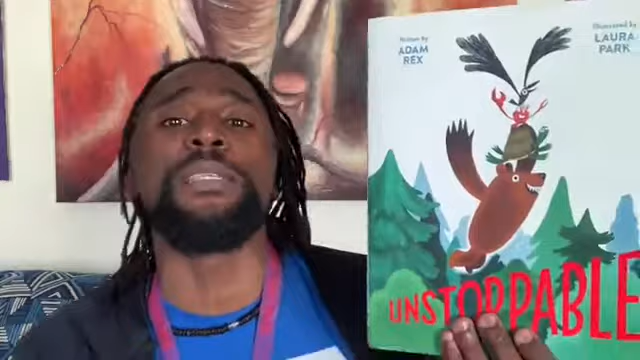 Written by
ADAM
REX
Illustrated by
LAURA
PARK
UNSTOPPABLE